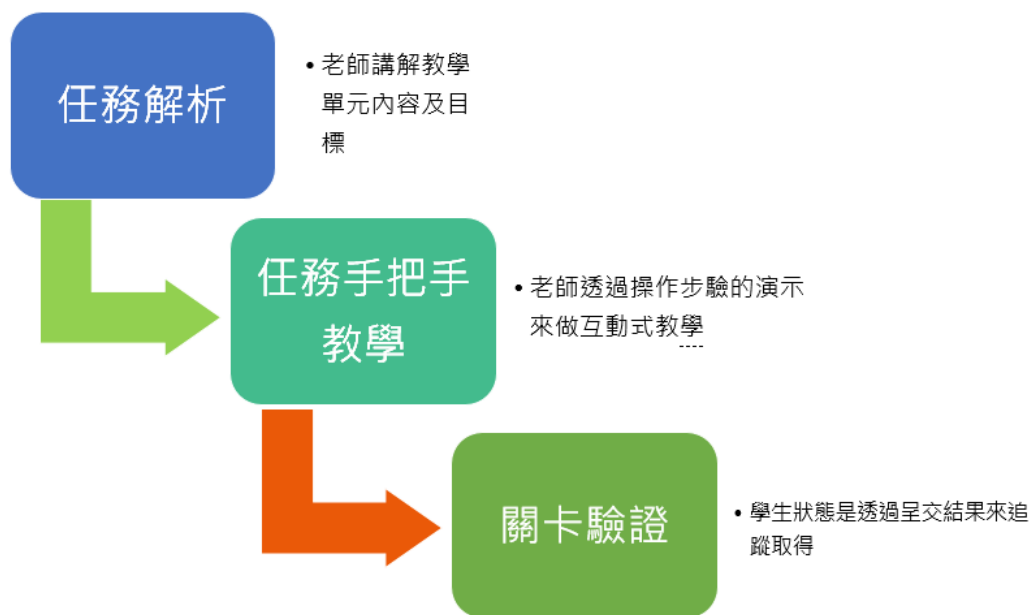 任務解析
• 老師講解教學
單元內容及目
標
任務手把手
教學
• 老師透過操作步驗的演示
來做互動式教學
關卡驗證
• 學生狀態是透過呈交結果來追
蹤取得